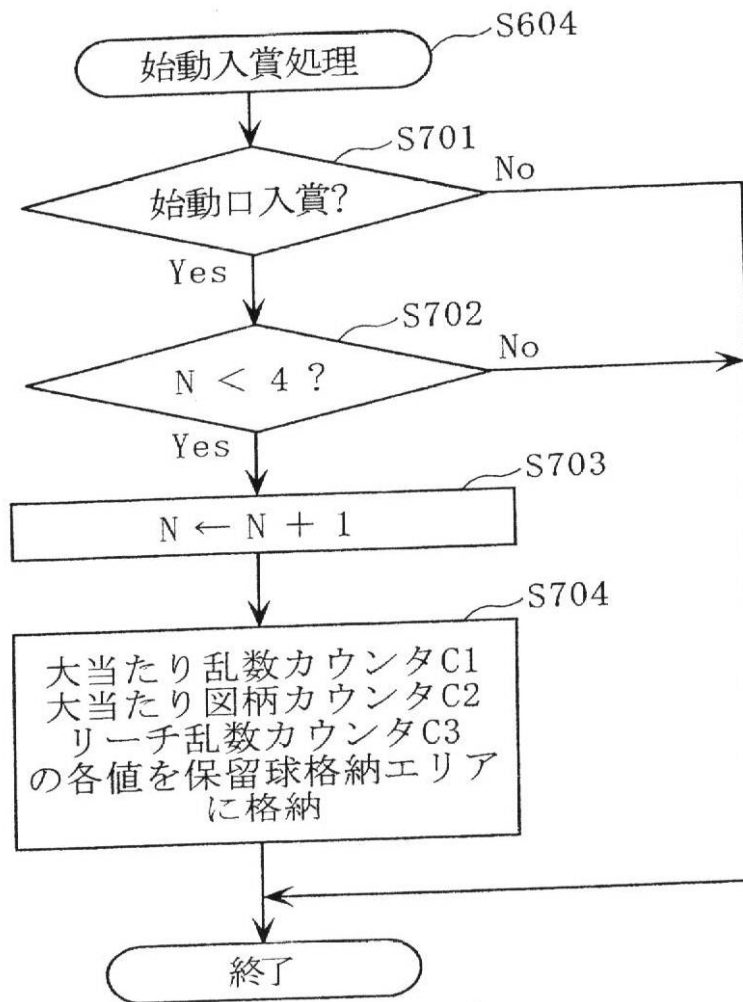 S604
始動入賞処理
S701
始動口入賞?
No
Yes
S702
N < 4 ?
No
Yes
S703
N ← N + 1
S704
大当たり乱数カウンタC1
大当たり図柄カウンタC2
リーチ乱数カウンタC3
の各値を保留球格納エリア
に格納
終了